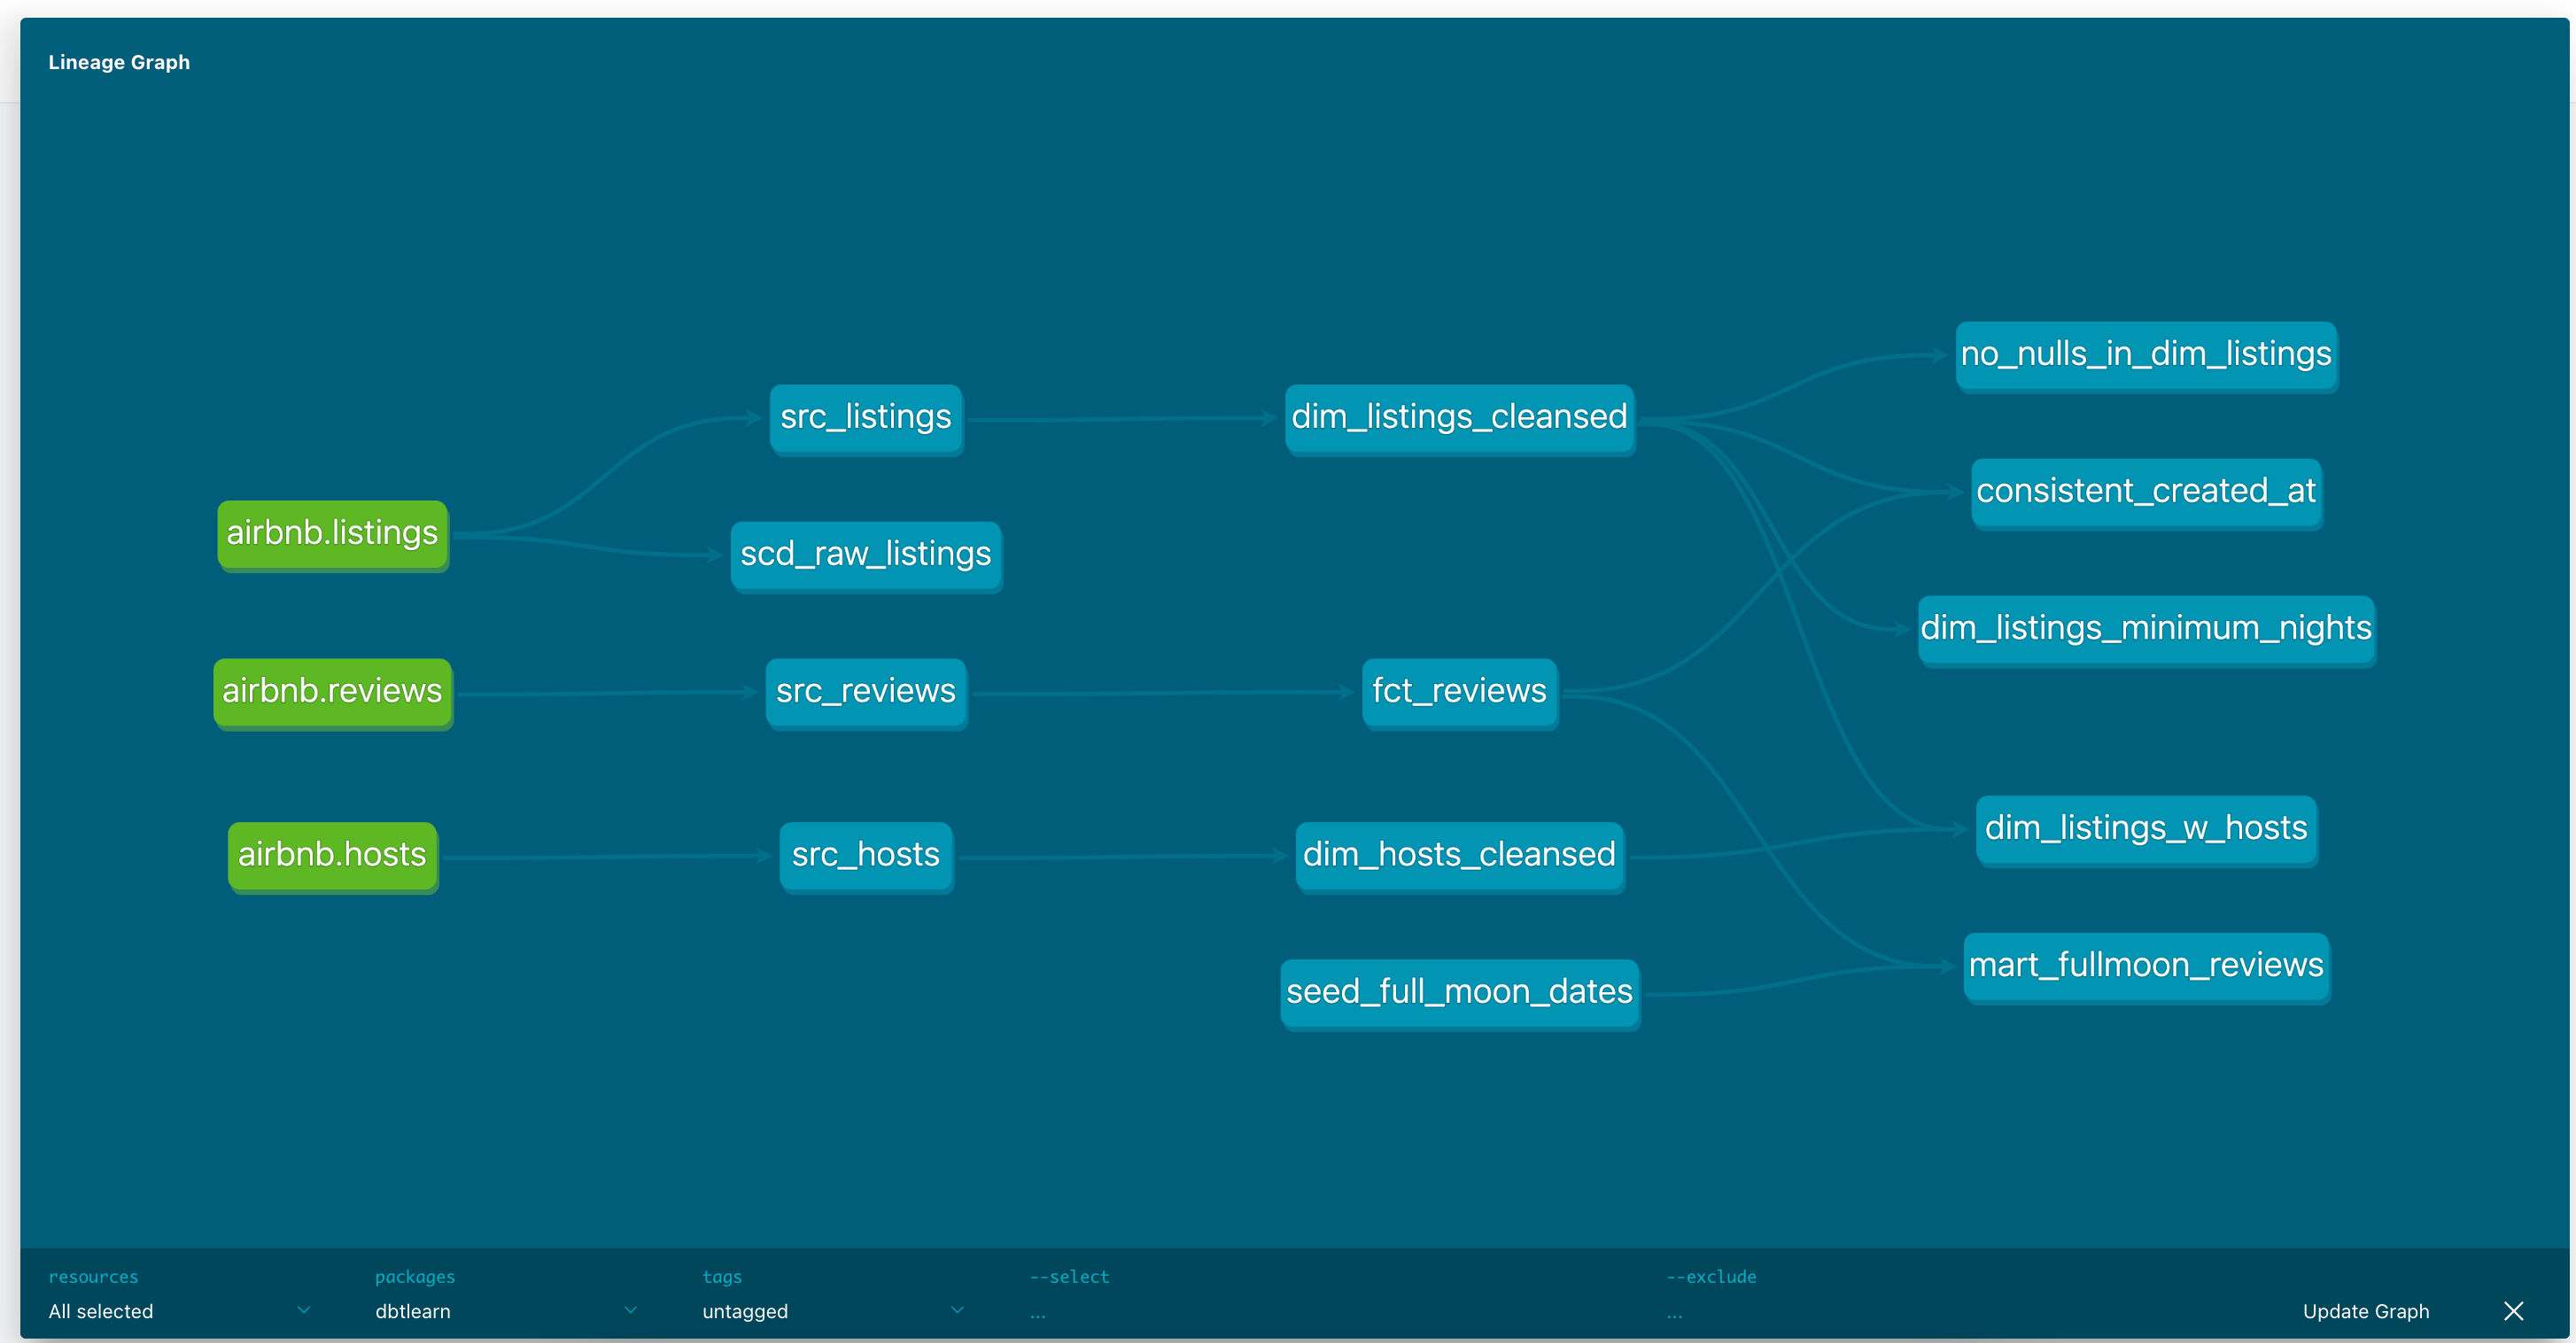 Lineage Graph
no_nulls_in_dim_listings
src_listings
dim_listings_cleansed
consistent_created_at
airbnb.listings
scd_raw_listings
dim_listings_minimum_nights
airbnb.reviews
src_reviews
fct_reviews
dim_listings_w_hosts
airbnb.hosts
src_hosts
dim_hosts_cleansed
mart_fullmoon_reviews
seed_full_moon_dates
resources
packages
tags
--select
--exclude
All selected
dbtlearn
untagged
...
...
Update Graph